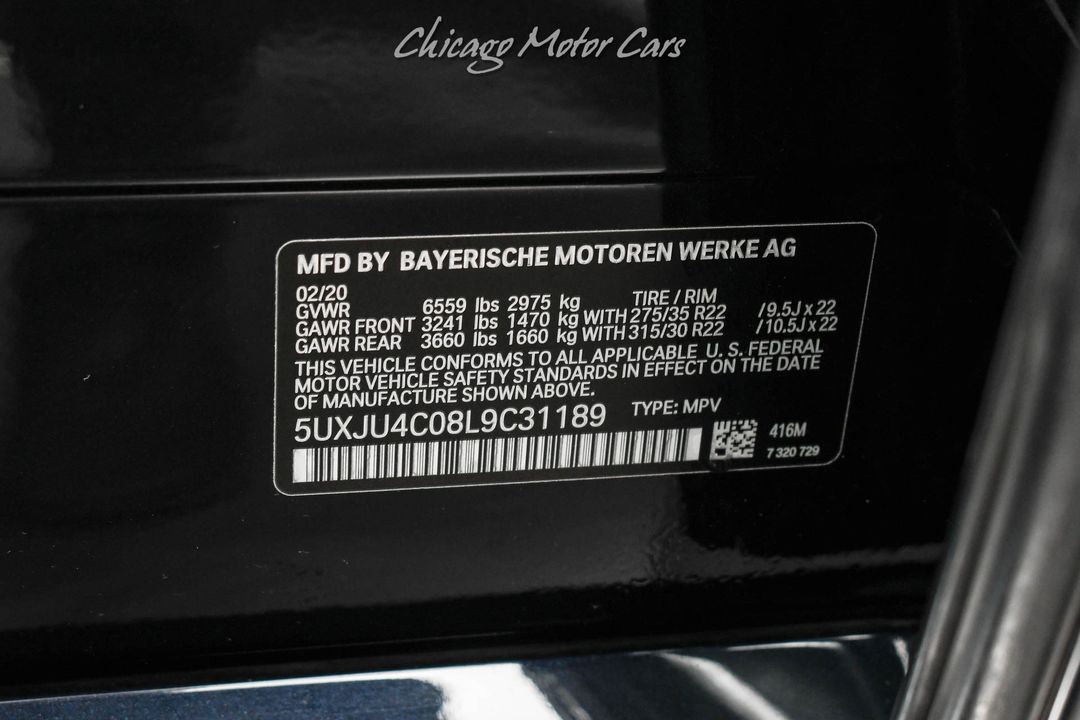 Chicago Motor Cars
MFD BY BAYERISCHE MOTOREN WERKE AG
02/20 TIRE / RIM
GVWR 6559 lbs 2975 kg
GAWR FRONT 3241 lbs 1470 kg WITH 275/35 R22 /9.5J x 22
GAWR REAR 3660 lbs 1660 kg WITH 315/30 R22 /10.5J x 22
THIS VEHICLE CONFORMS TO ALL APPLICABLE U. S. FEDERAL
MOTOR VEHICLE SAFETY STANDARDS IN EFFECT ON THE DATE
OF MANUFACTURE SHOWN ABOVE.
5UXJU4C08L9C31189 TYPE: MPV
416M
7 320 729